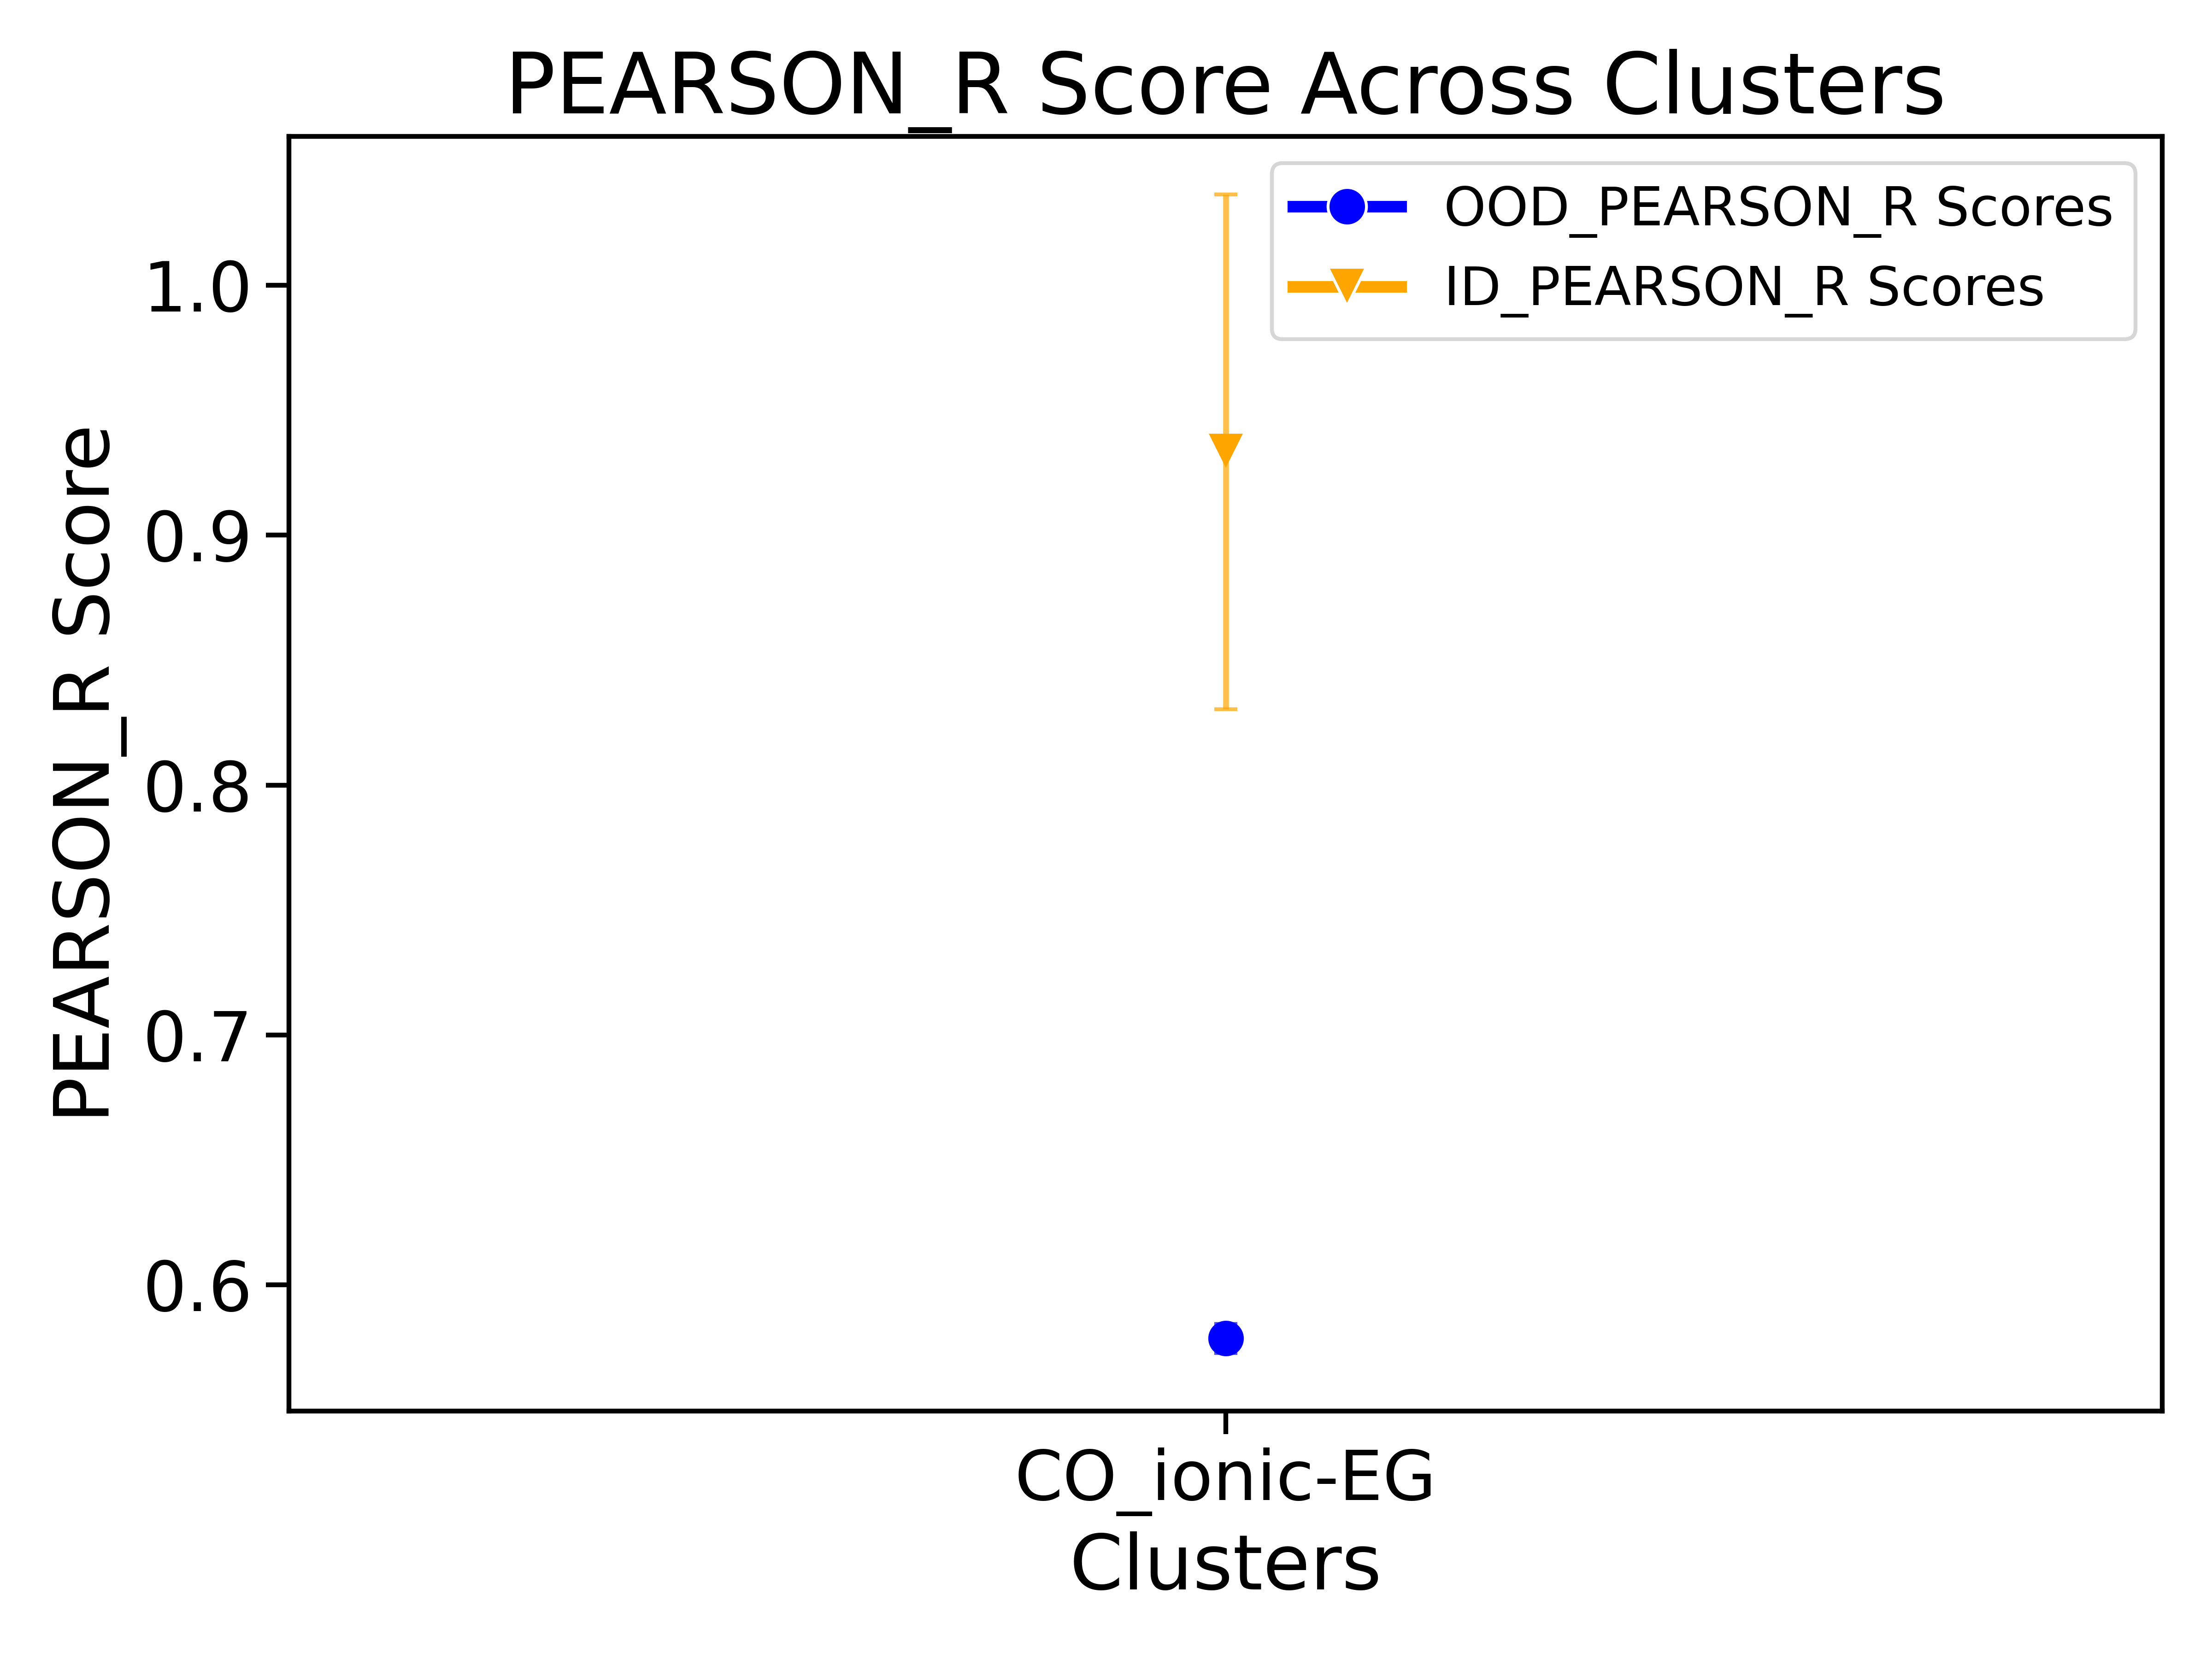 PEARSON_R Score Across Clusters
OOD_PEARSON_R Scores
ID_PEARSON_R Scores
PEARSON_R Score
1.0
0.9
0.8
0.7
0.6
CO_ionic-EG
Clusters